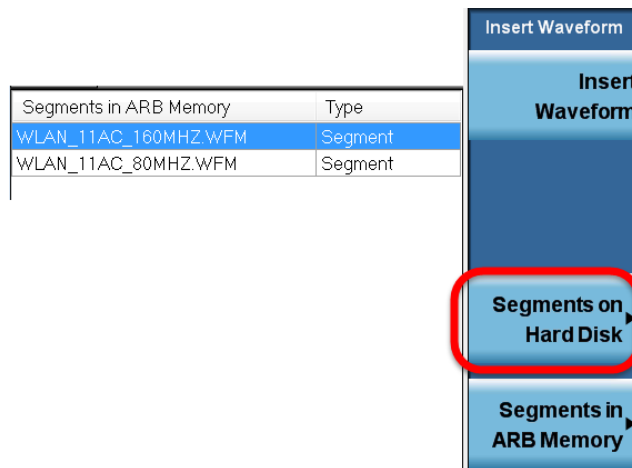 Insert Waveform
Insert
Waveform
Segments in ARB Memory Type
WLAN_11AC_160MHZ.WFM Segment
WLAN_11AC_80MHZ.WFM Segment
Segments on
Hard Disk
Segments in
ARB Memory